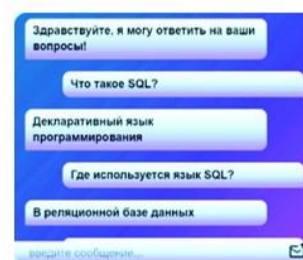 Здравствуйте, я могу ответить на ваши
вопросы!
Что такое SQL?
Декларативный язык
программирования
Где используется язык SQL?
В реляционной базе данных
введите сообщение...